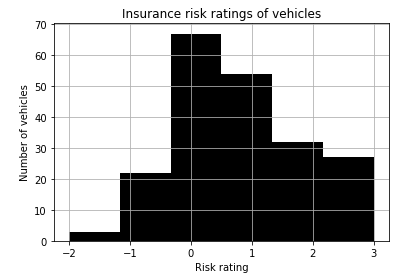 Insurance risk ratings of vehicles
70
60
50
40
30
20
10
0
Number of vehicles
−2 −1 0 1 2 3
Risk rating